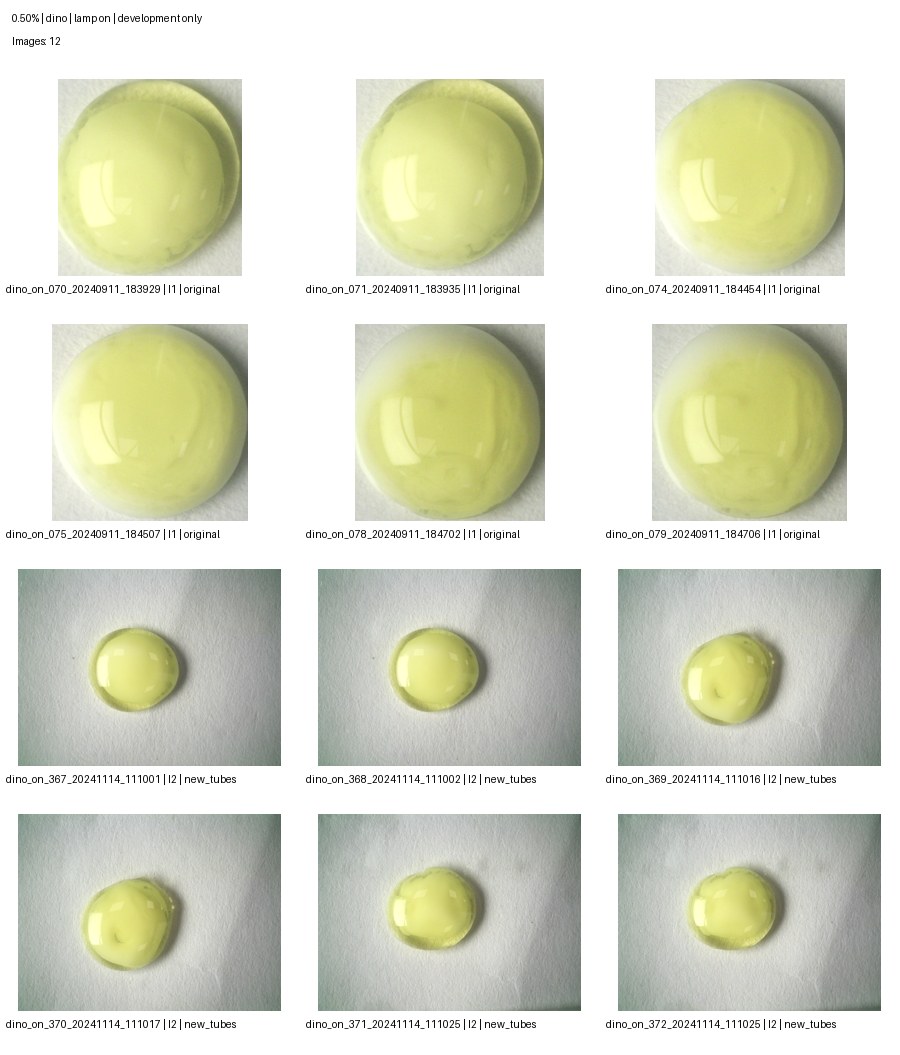 0.50% | dino | lamp on | development only
Images: 12
dino_on_070_20240911_183929 | I1 | original
dino_on_071_20240911_183935 | I1 | original
dino_on_074_20240911_184454 | I1 | original
dino_on_075_20240911_184507 | I1 | original
dino_on_078_20240911_184702 | I1 | original
dino_on_079_20240911_184706 | I1 | original
dino_on_367_20241114_111001 | I2 | new_tubes
dino_on_368_20241114_111002 | I2 | new_tubes
dino_on_369_20241114_111016 | I2 | new_tubes
dino_on_370_20241114_111017 | I2 | new_tubes
dino_on_371_20241114_111025 | I2 | new_tubes
dino_on_372_20241114_111025 | I2 | new_tubes